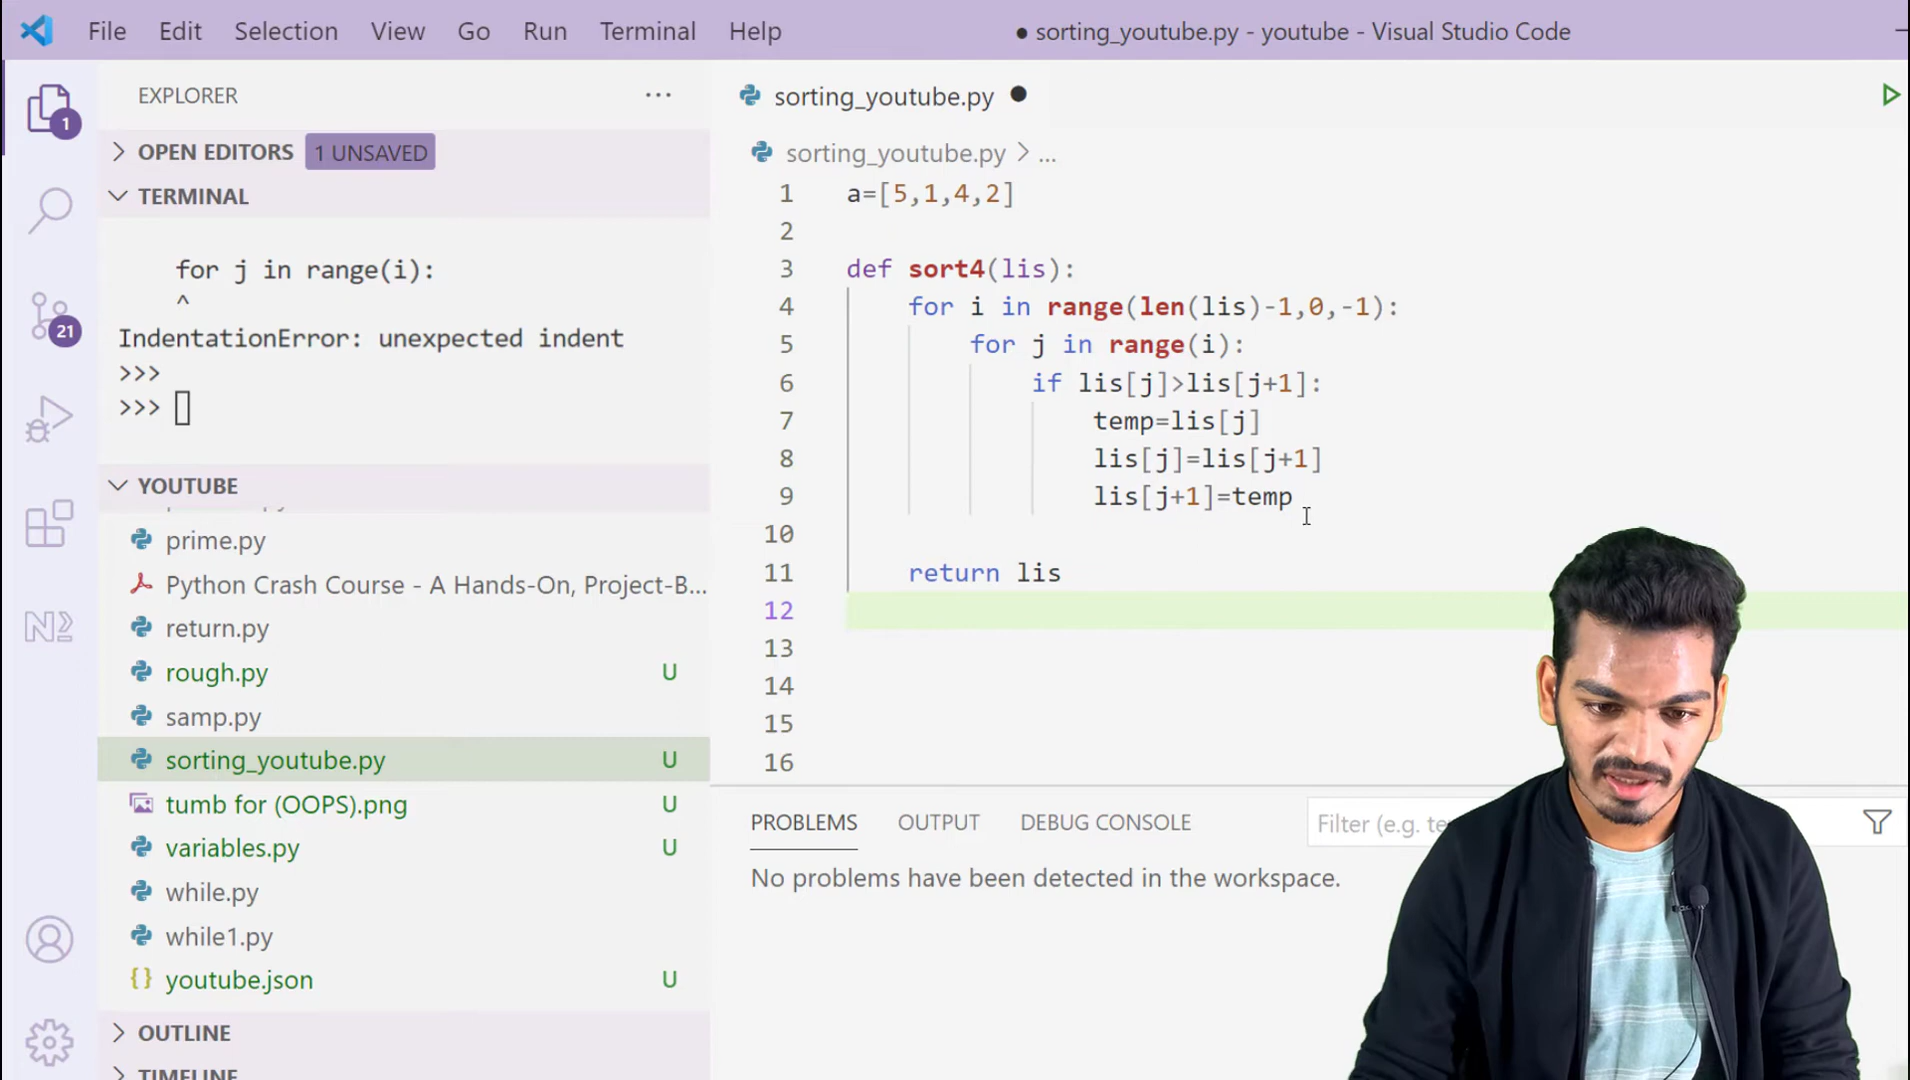 File Edit Selection View Go Run Terminal Help
● sorting_youtube.py - youtube - Visual Studio Code
EXPLORER ...
OPEN EDITORS 1 UNSAVED
TERMINAL
for j in range(i):
^
IndentationError: unexpected indent
>>>
>>>
YOUTUBE
prime.py
Python Crash Course - A Hands-On, Project-B...
return.py
rough.py U
samp.py
sorting_youtube.py U
tumb for (OOPS).png U
variables.py U
while.py
while1.py
{} youtube.json U
OUTLINE
TIMELINE
1
21
sorting_youtube.py ●
sorting_youtube.py > ...
1 a=[5,1,4,2]
2
3 def sort4(lis):
4 for i in range(len(lis)-1,0,-1):
5 for j in range(i):
6 if lis[j]>lis[j+1]:
7 temp=lis[j]
8 lis[j]=lis[j+1]
9 lis[j+1]=temp
10
11 return lis
12
13
14
15
16
PROBLEMS OUTPUT DEBUG CONSOLE
Filter (e.g.
No problems have been detected in the workspace.